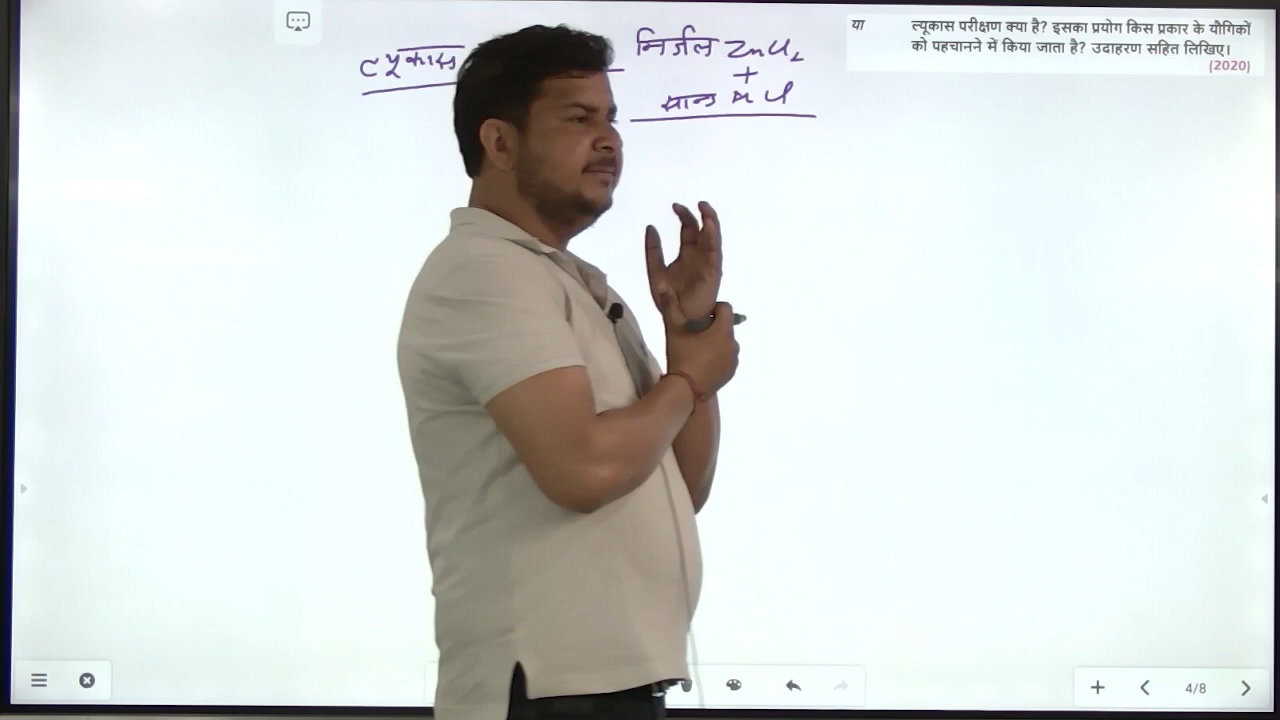 ल्यूकास
निर्जल ZnCl₂
+
सान्द्र HCl
या ल्यूकास परीक्षण क्या है? इसका प्रयोग किस प्रकार के यौगिकों
को पहचानने में किया जाता है? उदाहरण सहित लिखिए।
(2020)
4/8